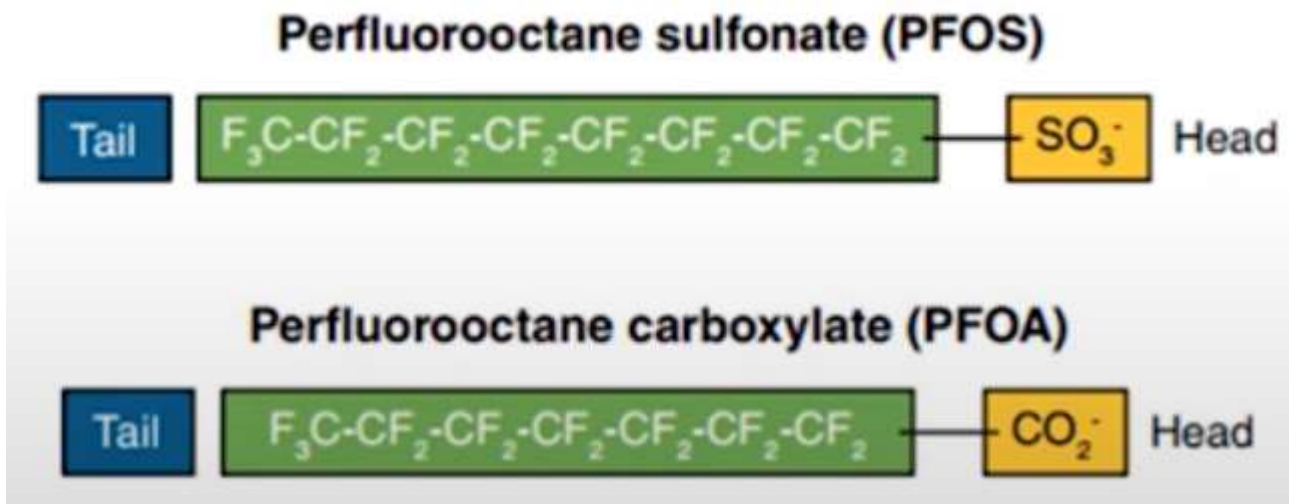 Perfluorooctane sulfonate (PFOS)
Tail F₃C-CF₂-CF₂-CF₂-CF₂-CF₂-CF₂-CF₂ SO₃⁻ Head
Perfluorooctane carboxylate (PFOA)
Tail F₃C-CF₂-CF₂-CF₂-CF₂-CF₂-CF₂ CO₂⁻ Head